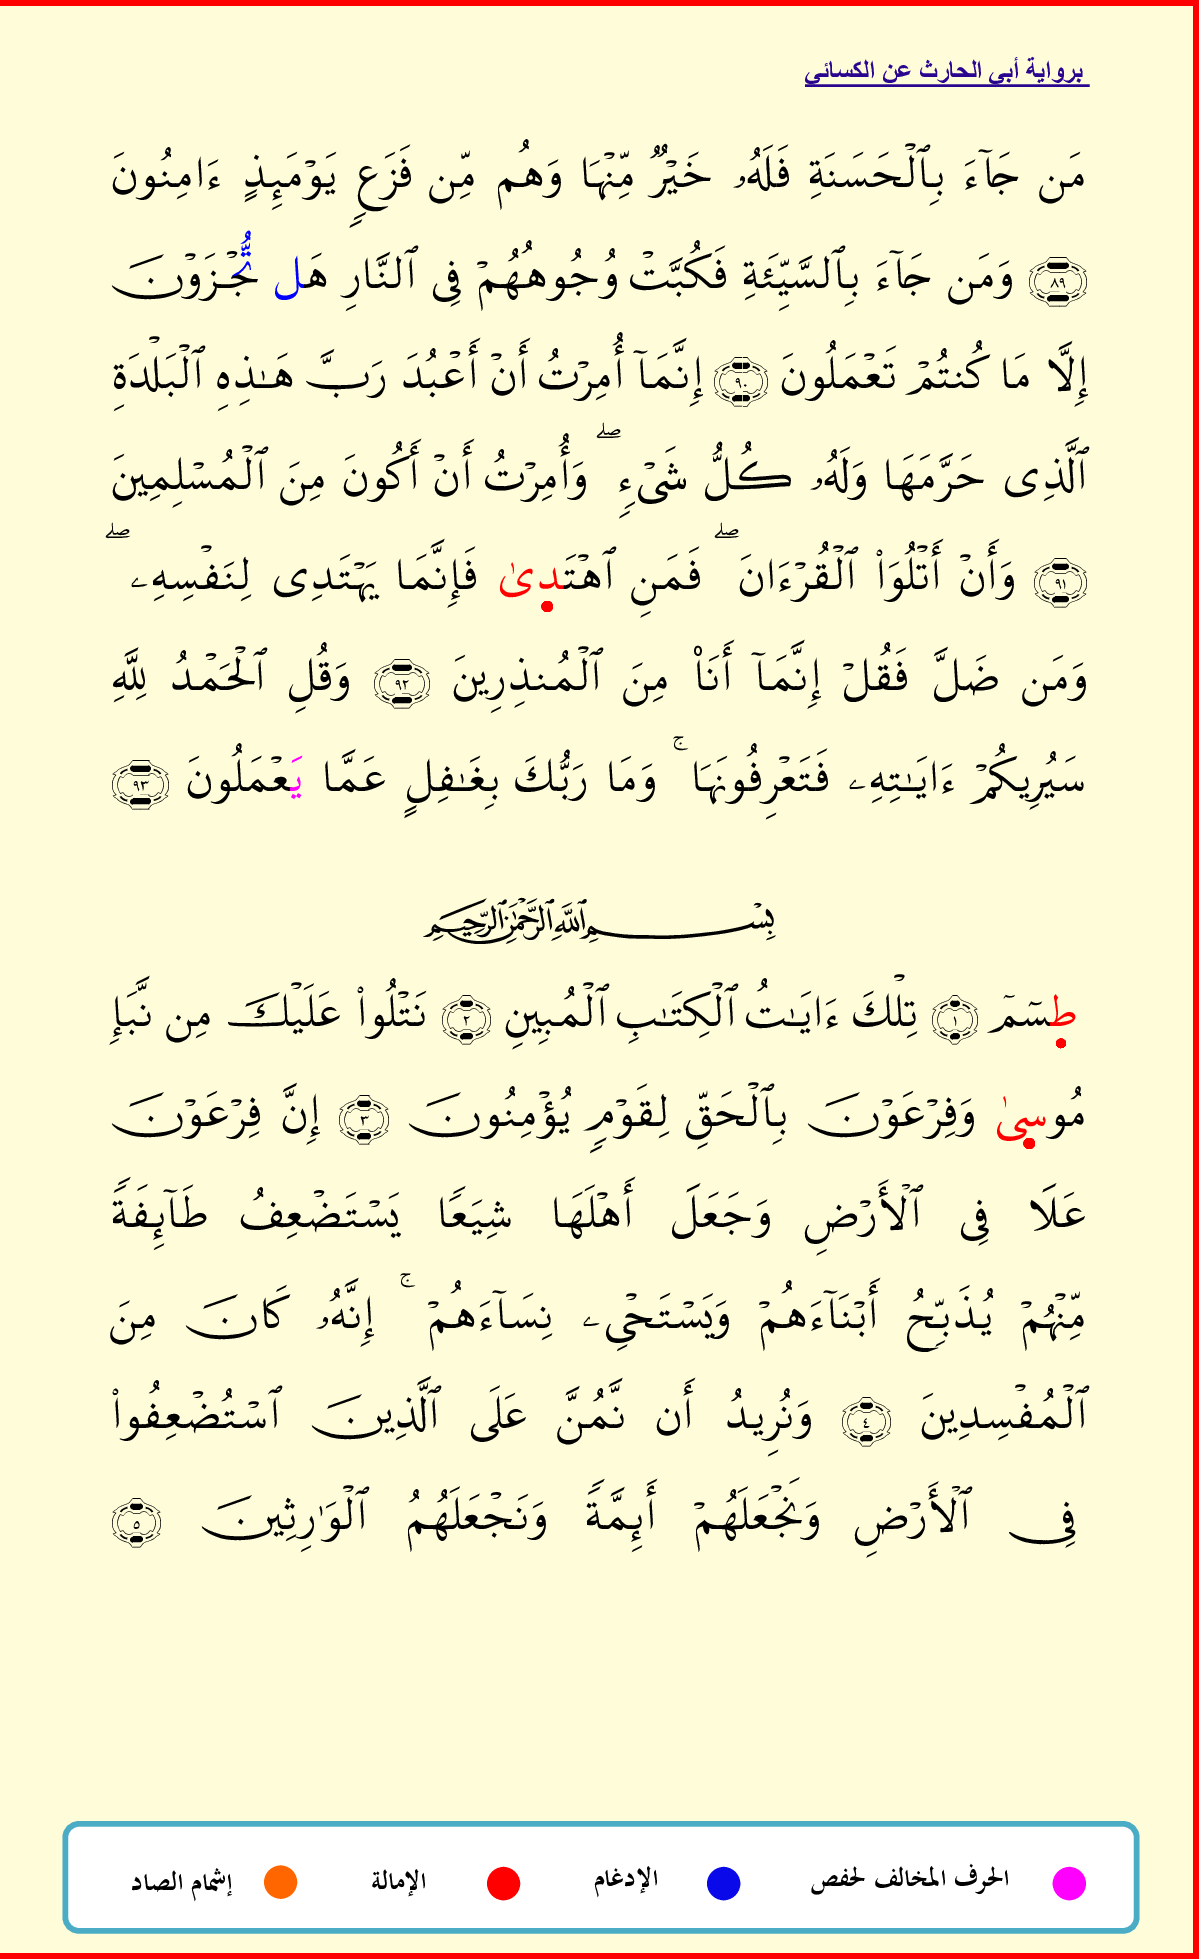 برواية أبي الحارث عن الكسائي
مَن جَآءَ بِٱلْحَسَنَةِ فَلَهُۥ خَيْرٌ مِّنْهَا وَهُم مِّن فَزَعٍ يَوْمَئِذٍ ءَامِنُونَ
٨٩ وَمَن جَآءَ بِٱلسَّيِّئَةِ فَكُبَّتْ وُجُوهُهُمْ فِى ٱلنَّارِ هَل تُّجْزَوْنَ
إِلَّا مَا كُنتُمْ تَعْمَلُونَ ٩٠ إِنَّمَآ أُمِرْتُ أَنْ أَعْبُدَ رَبَّ هَـٰذِهِ ٱلْبَلْدَةِ
ٱلَّذِى حَرَّمَهَا وَلَهُۥ كُلُّ شَىْءٍ ۖ وَأُمِرْتُ أَنْ أَكُونَ مِنَ ٱلْمُسْلِمِينَ
٩١ وَأَنْ أَتْلُوَا۟ ٱلْقُرْءَانَ ۖ فَمَنِ ٱهْتَدِىٰ فَإِنَّمَا يَهْتَدِى لِنَفْسِهِۦ ۖ
وَمَن ضَلَّ فَقُلْ إِنَّمَآ أَنَا۠ مِنَ ٱلْمُنذِرِينَ ٩٢ وَقُلِ ٱلْحَمْدُ لِلَّهِ
سَيُرِيكُمْ ءَايَـٰتِهِۦ فَتَعْرِفُونَهَا ۚ وَمَا رَبُّكَ بِغَـٰفِلٍ عَمَّا يَعْمَلُونَ ٩٣
بِسْمِ ٱللَّهِ ٱلرَّحْمَـٰنِ ٱلرَّحِيمِ
طِسٓمٓ ١ تِلْكَ ءَايَـٰتُ ٱلْكِتَـٰبِ ٱلْمُبِينِ ٢ نَتْلُوا۟ عَلَيْكَ مِن نَّبَإِ
مُوسِىٰ وَفِرْعَوْنَ بِٱلْحَقِّ لِقَوْمٍ يُؤْمِنُونَ ٣ إِنَّ فِرْعَوْنَ
عَلَا فِى ٱلْأَرْضِ وَجَعَلَ أَهْلَهَا شِيَعًا يَسْتَضْعِفُ طَآئِفَةً
مِّنْهُمْ يُذَبِّحُ أَبْنَآءَهُمْ وَيَسْتَحْىِۦ نِسَآءَهُمْ ۚ إِنَّهُۥ كَانَ مِنَ
ٱلْمُفْسِدِينَ ٤ وَنُرِيدُ أَن نَّمُنَّ عَلَى ٱلَّذِينَ ٱسْتُضْعِفُوا۟
فِى ٱلْأَرْضِ وَنَجْعَلَهُمْ أَئِمَّةً وَنَجْعَلَهُمُ ٱلْوَٰرِثِينَ ٥
الحرف المخالف لحفص الإدغام الإمالة إشمام الصاد